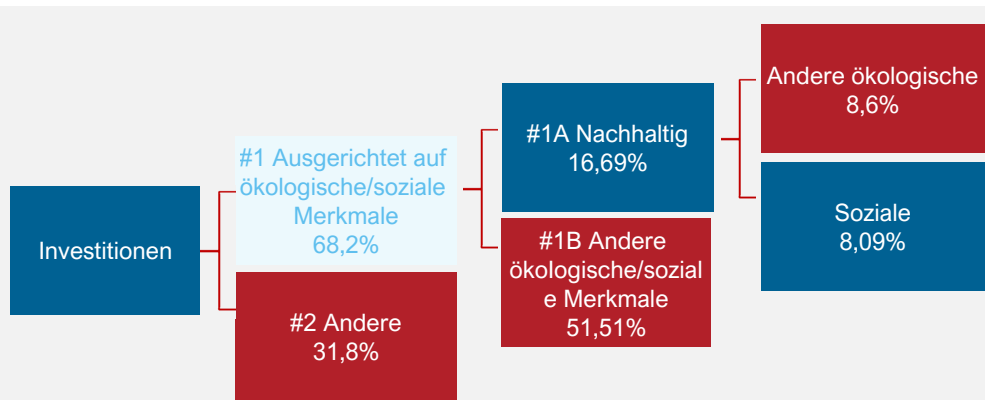 Investitionen
#1 Ausgerichtet auf
ökologische/soziale
Merkmale
68,2%
#2 Andere
31,8%
#1A Nachhaltig
16,69%
#1B Andere
ökologische/sozial
e Merkmale
51,51%
Andere ökologische
8,6%
Soziale
8,09%